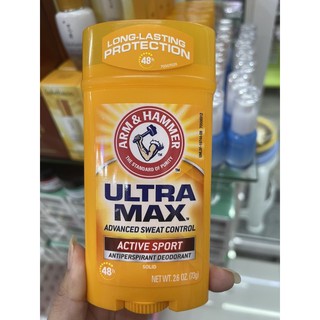 LONG-LASTING
PROTECTION
48
ARM & HAMMER
THE STANDARD OF PURITY
ULTRA
MAX
ADVANCED SWEAT CONTROL
ACTIVE SPORT
ANTIPERSPIRANT DEODORANT
SOLID
48
NET WT. 2.6 OZ (73g)